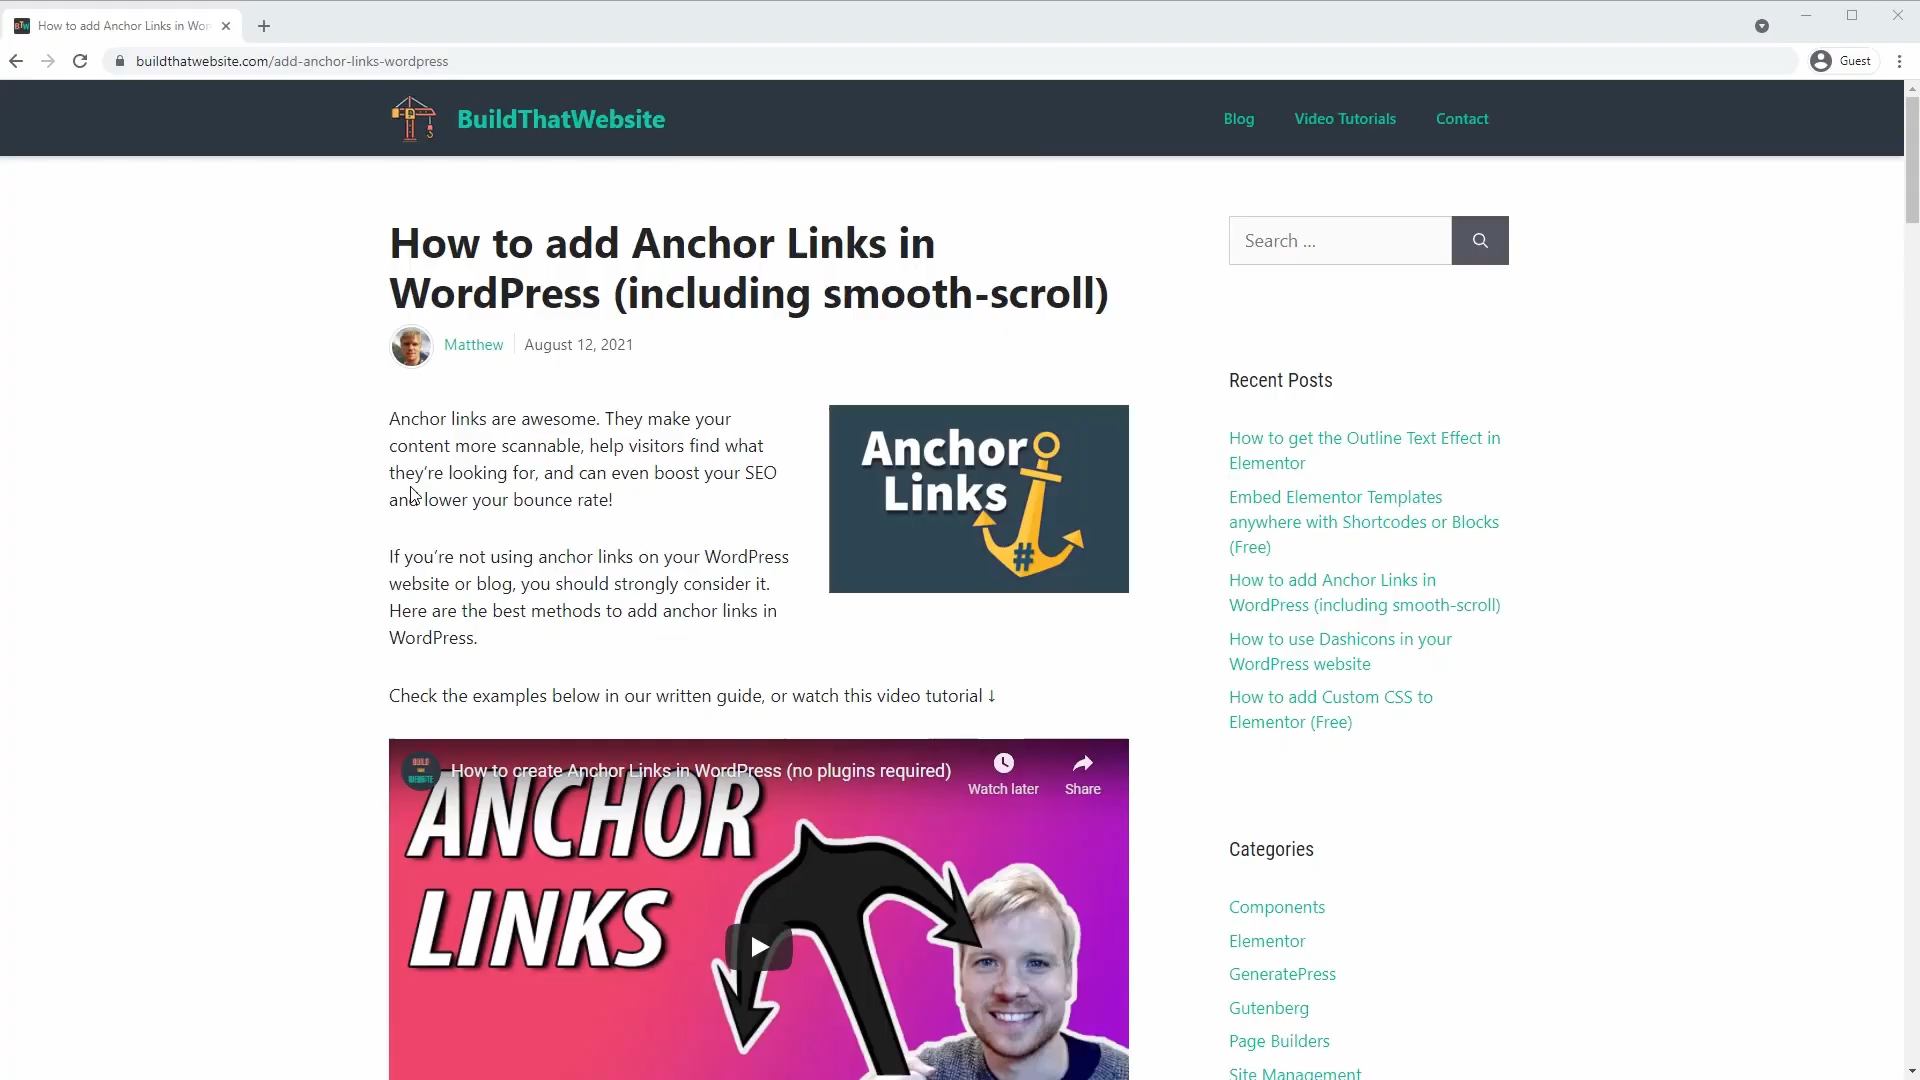 How to add Anchor Links in Wor
buildthatwebsite.com/add-anchor-links-wordpress
Guest
BuildThatWebsite
Blog
Video Tutorials
Contact
How to add Anchor Links in
WordPress (including smooth-scroll)
Matthew
August 12, 2021
Anchor links are awesome. They make your
content more scannable, help visitors find what
they're looking for, and can even boost your SEO
and lower your bounce rate!
Anchor
Links
#
If you're not using anchor links on your WordPress
website or blog, you should strongly consider it.
Here are the best methods to add anchor links in
WordPress.
Check the examples below in our written guide, or watch this video tutorial ↓
BUILD
THAT
WEBSITE
How to create Anchor Links in WordPress (no plugins required)
Watch later
Share
ANCHOR
LINKS
Search ...
Recent Posts
How to get the Outline Text Effect in
Elementor
Embed Elementor Templates
anywhere with Shortcodes or Blocks
(Free)
How to add Anchor Links in
WordPress (including smooth-scroll)
How to use Dashicons in your
WordPress website
How to add Custom CSS to
Elementor (Free)
Categories
Components
Elementor
GeneratePress
Gutenberg
Page Builders
Site Management